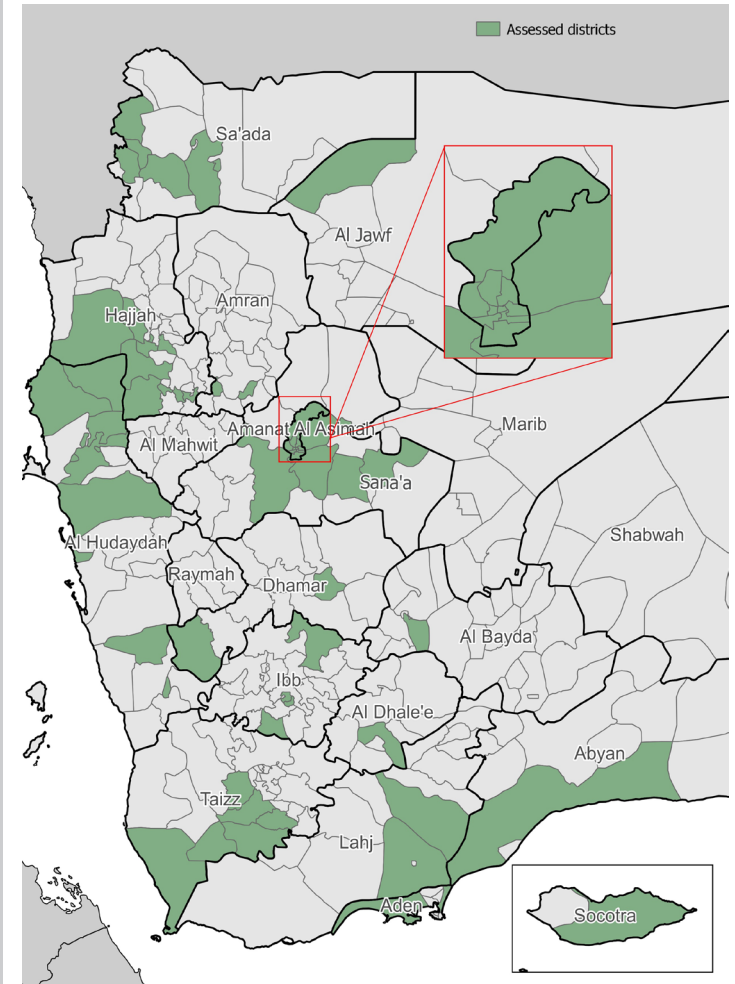 Assessed districts
Sa'ada
Al Jawf
Amran
Hajjah
Marib
Amanat Al Asimah
Al Mahwit
Sana'a
Shabwah
Al Hudaydah
Raymah
Dhamar
Al Bayda
Ibb
Al Dhale'e
Abyan
Taizz
Lahj
Aden
Socotra